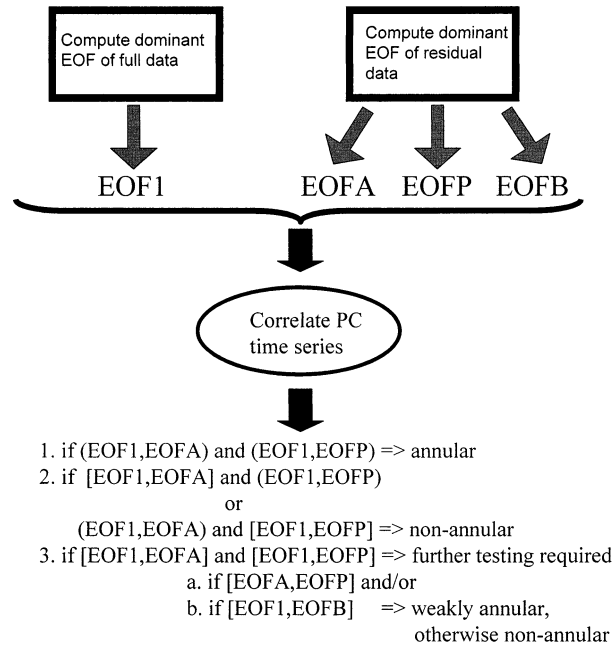 Compute dominant
EOF of full data
Compute dominant
EOF of residual
data
EOF1
EOFA EOFP EOFB
Correlate PC
time series
1. if (EOF1,EOFA) and (EOF1,EOFP) => annular
2. if [EOF1,EOFA] and (EOF1,EOFP)
or
(EOF1,EOFA) and [EOF1,EOFP] => non-annular
3. if [EOF1,EOFA] and [EOF1,EOFP] => further testing required
a. if [EOFA,EOFP] and/or
b. if [EOF1,EOFB] => weakly annular,
otherwise non-annular